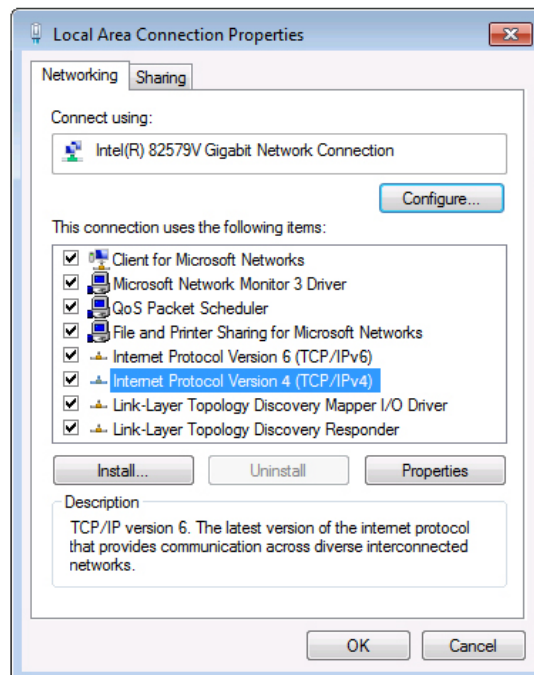 Local Area Connection Properties
Networking
Sharing
Connect using:
Intel(R) 82579V Gigabit Network Connection
Configure...
This connection uses the following items:
Client for Microsoft Networks
Microsoft Network Monitor 3 Driver
QoS Packet Scheduler
File and Printer Sharing for Microsoft Networks
Internet Protocol Version 6 (TCP/IPv6)
Internet Protocol Version 4 (TCP/IPv4)
Link-Layer Topology Discovery Mapper I/O Driver
Link-Layer Topology Discovery Responder
Install...
Uninstall
Properties
Description
TCP/IP version 6. The latest version of the internet protocol
that provides communication across diverse interconnected
networks.
OK
Cancel